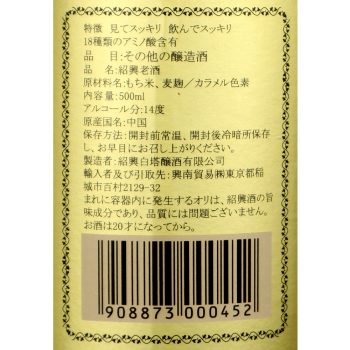 特徴 見てスッキリ 飲んでスッキリ
18種類のアミノ酸含有
品　目:その他の醸造酒
品　名:紹興老酒
原材料名:もち米、麦麹/カラメル色素
内容量:500ml
アルコール分:14度
原産国名:中国
保存方法:開封前常温、開封後冷暗所保存
し、お早目にお召し上がりください。
製造者:紹興白塔醸酒有限公司
輸入者及び引取先:興南貿易㈱東京都稲
城市百村2129-32
まれに容器内に発生するオリは、紹興酒の旨
味成分であり、品質には問題ございません。
お酒は20才になってから。
908873 000452